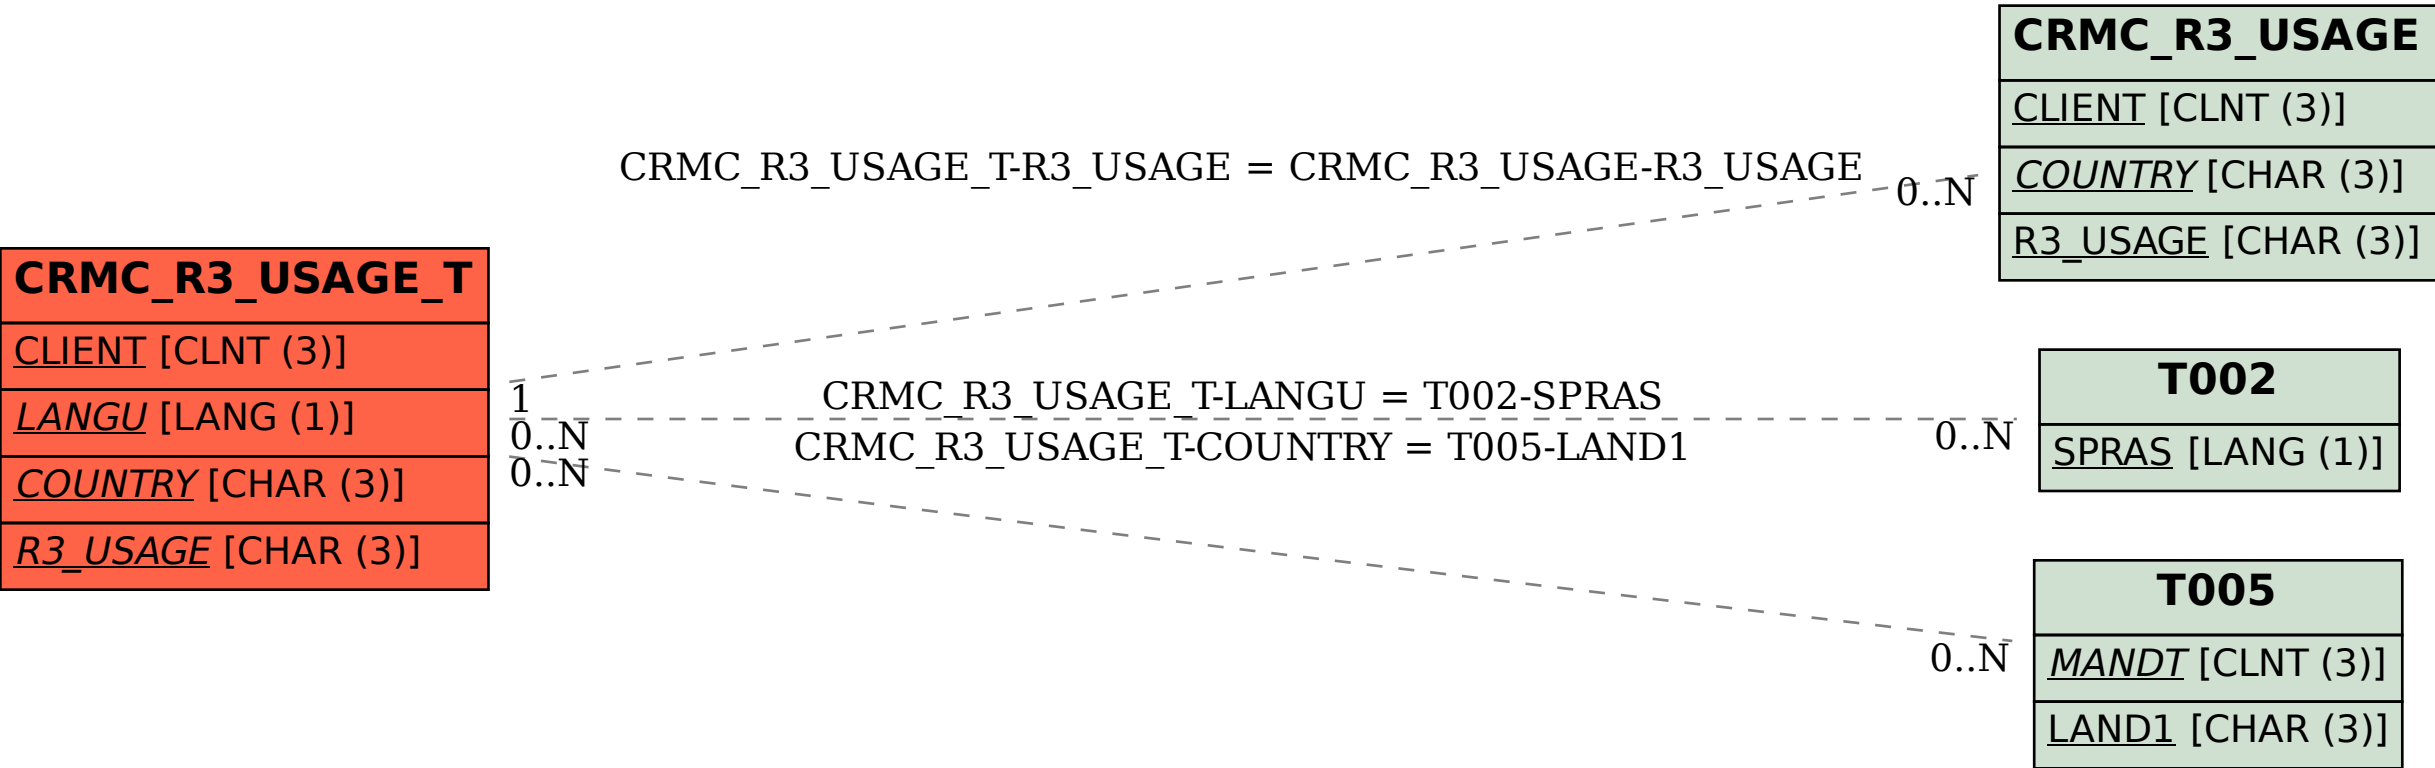 CRMC_R3_USAGE_T
CLIENT [CLNT (3)]
LANGU [LANG (1)]
COUNTRY [CHAR (3)]
R3_USAGE [CHAR (3)]
CRMC_R3_USAGE_T-R3_USAGE = CRMC_R3_USAGE-R3_USAGE
0..N
1
CRMC_R3_USAGE_T-LANGU = T002-SPRAS
0..N
0..N
CRMC_R3_USAGE_T-COUNTRY = T005-LAND1
0..N
0..N
CRMC_R3_USAGE
CLIENT [CLNT (3)]
COUNTRY [CHAR (3)]
R3_USAGE [CHAR (3)]
T002
SPRAS [LANG (1)]
T005
MANDT [CLNT (3)]
LAND1 [CHAR (3)]